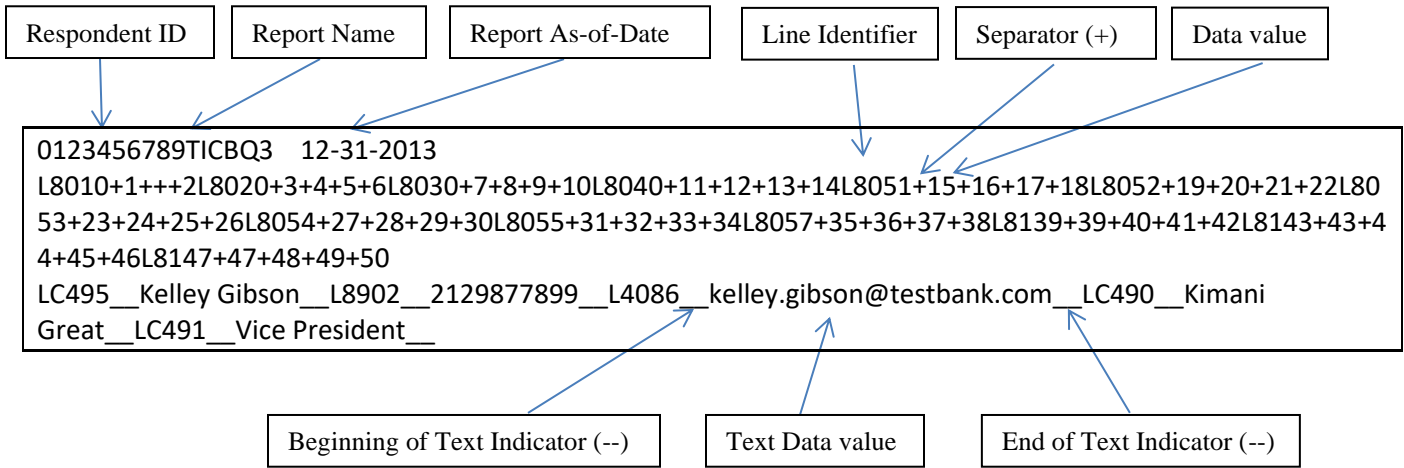 Respondent ID Report Name Report As-of-Date Line Identifier Separator (+) Data value
0123456789TICBQ3 12-31-2013
L8010+1+++2L8020+3+4+5+6L8030+7+8+9+10L8040+11+12+13+14L8051+15+16+17+18L8052+19+20+21+22L80
53+23+24+25+26L8054+27+28+29+30L8055+31+32+33+34L8057+35+36+37+38L8139+39+40+41+42L8143+43+4
4+45+46L8147+47+48+49+50
LC495__Kelley Gibson__L8902__2129877899__L4086__kelley.gibson@testbank.com__LC490__Kimani
Great__LC491__Vice President__
Beginning of Text Indicator (--) Text Data value End of Text Indicator (--)